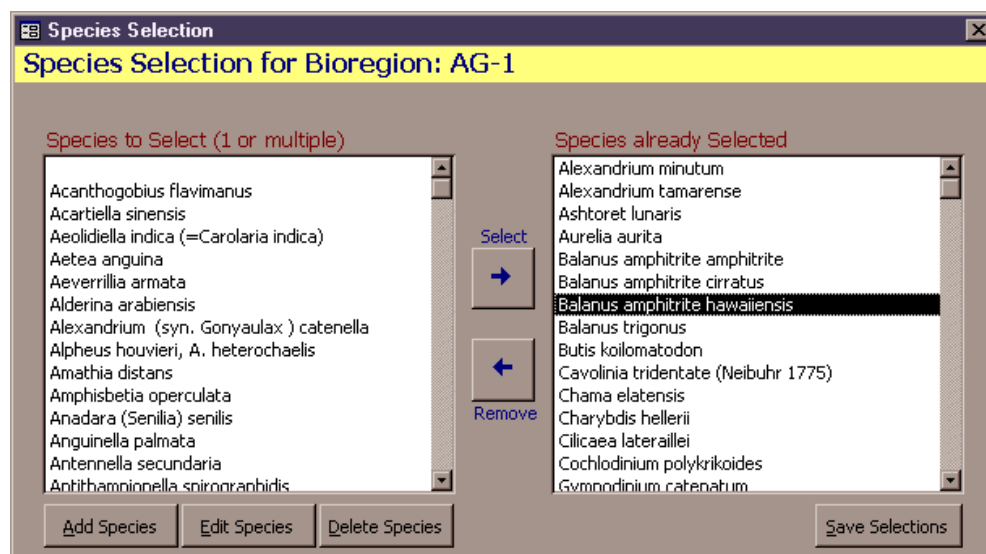 Species Selection
Species Selection for Bioregion: AG-1
Species to Select (1 or multiple)
Acanthogobius flavimanus
Acartiella sinensis
Aeolidiella indica (=Carolaria indica)
Aetea anguina
Aeverrillia armata
Alderina arabiensis
Alexandrium (syn. Gonyaulax ) catenella
Alpheus houvieri, A. heterochaelis
Amathia distans
Amphisbetia operculata
Anadara (Senilia) senilis
Anguinella palmata
Antennella secundaria
Antithamnionella spirographidis
Select
Remove
Species already Selected
Alexandrium minutum
Alexandrium tamarense
Ashtoret lunaris
Aurelia aurita
Balanus amphitrite amphitrite
Balanus amphitrite cirratus
Balanus amphitrite hawaiiensis
Balanus trigonus
Butis koilomatodon
Cavolinia tridentate (Neibuhr 1775)
Chama elatensis
Charybdis hellerii
Cilicaea lateraillei
Cochlodinium polykrikoides
Gymnodinium catenatum
Add Species
Edit Species
Delete Species
Save Selections